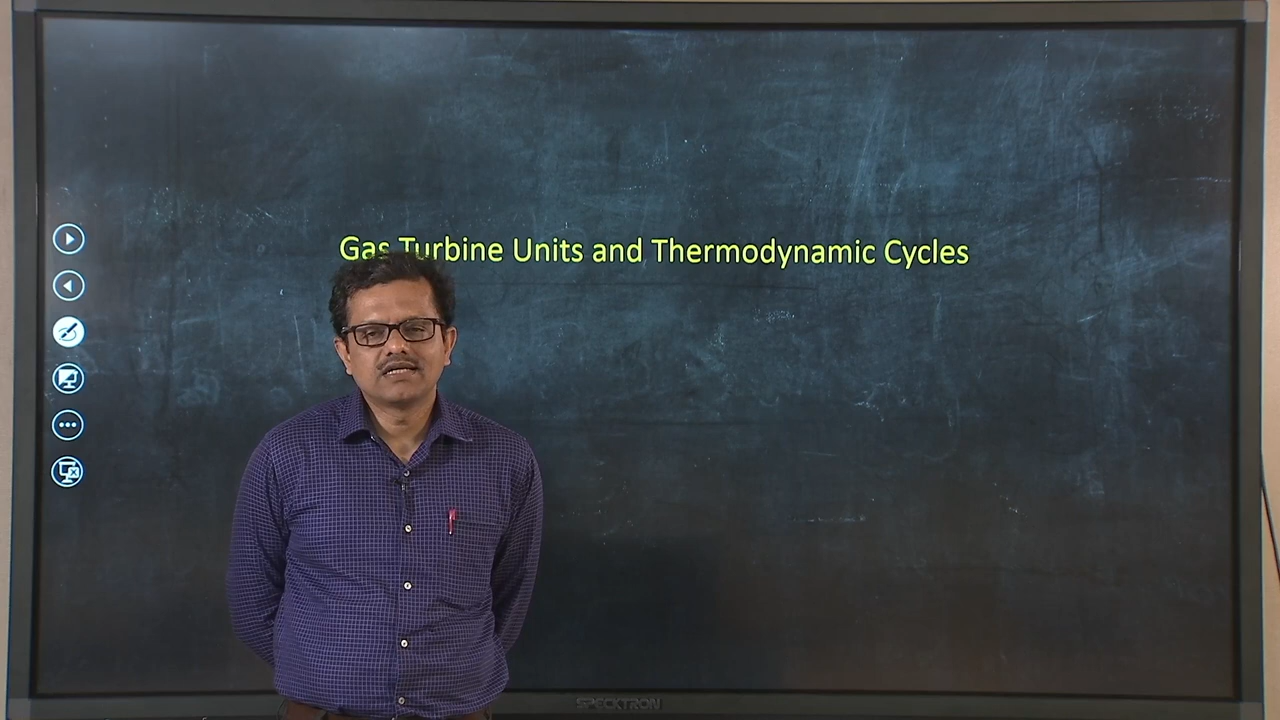 Gas Turbine Units and Thermodynamic Cycles
SPECKTRON